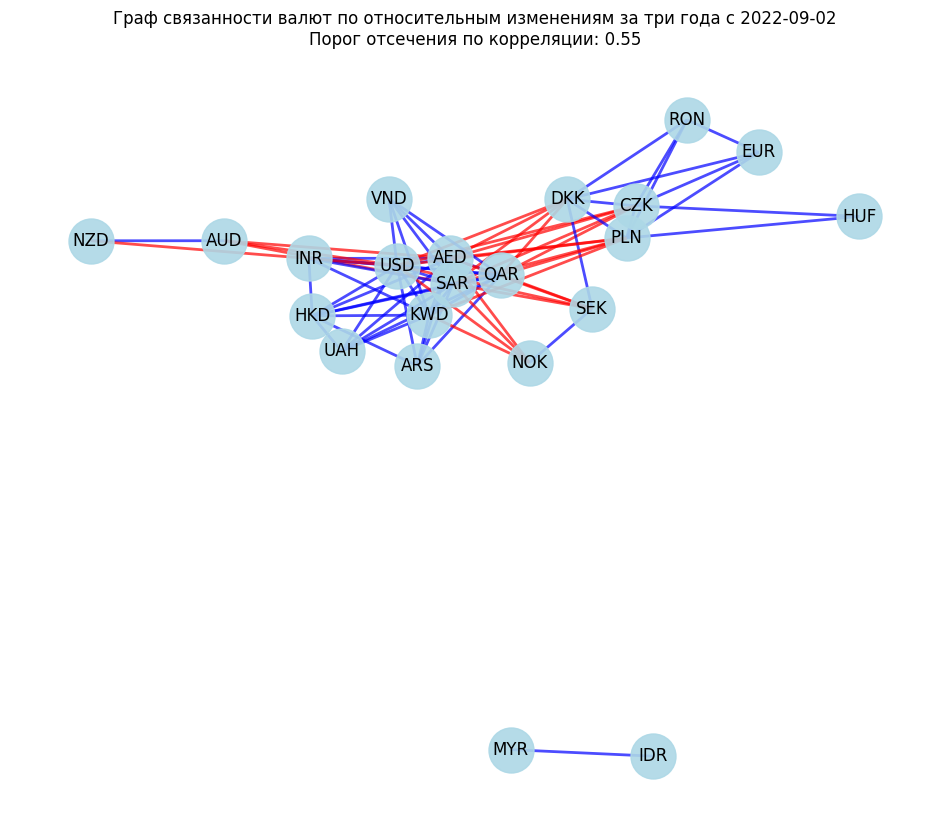 Граф связанности валют по относительным изменениям за три года с 2022-09-02
Порог отсечения по корреляции: 0.55
RON
EUR
VND
DKK
CZK
HUF
NZD
AUD
PLN
INR
USD
AED
QAR
SAR
HKD
KWD
SEK
UAH
ARS
NOK
MYR
IDR